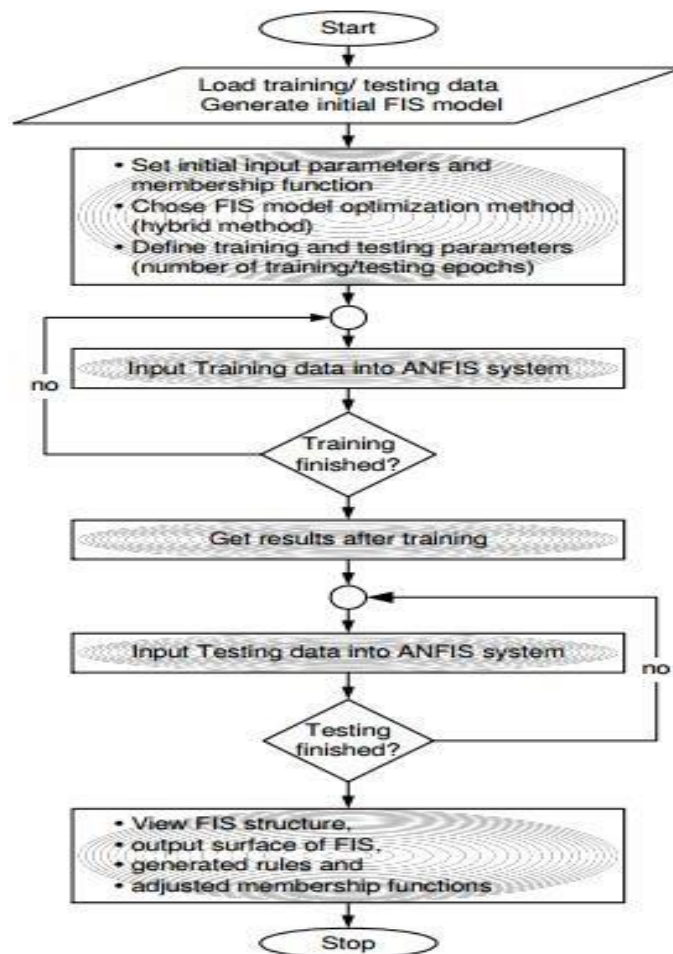 Start
Load training/ testing data
Generate initial FIS model
• Set initial input parameters and
membership function
• Chose FIS model optimization method
(hybrid method)
• Define training and testing parameters
(number of training/testing epochs)
Input Training data into ANFIS system
no
Training
finished?
Get results after training
Input Testing data into ANFIS system
no
Testing
finished?
• View FIS structure,
• output surface of FIS,
• generated rules and
• adjusted membership functions
Stop